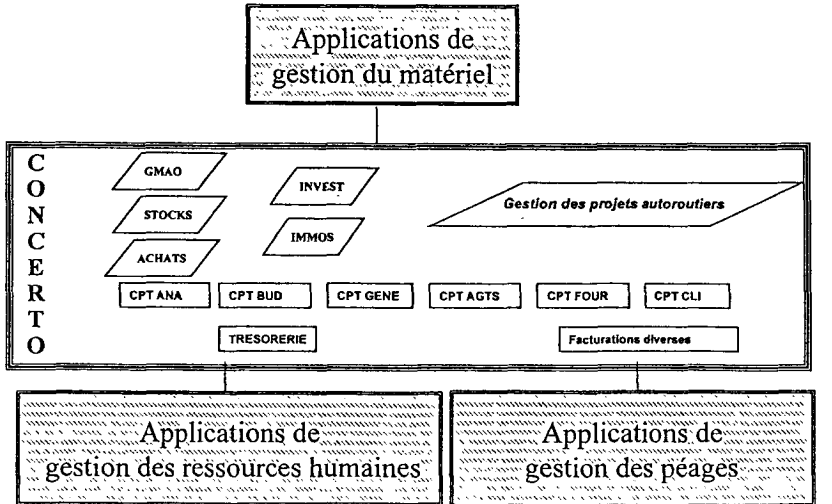 Applications de
gestion du matériel
CONCERTO
GMAO
INVEST
STOCKS
Gestion des projets autoroutiers
IMMOS
ACHATS
CPT ANA
CPT BUD
CPT GENE
CPT AGTS
CPT FOUR
CPT CLI
TRESORERIE
Facturations diverses
Applications de
gestion des ressources humaines
Applications de
gestion des péages